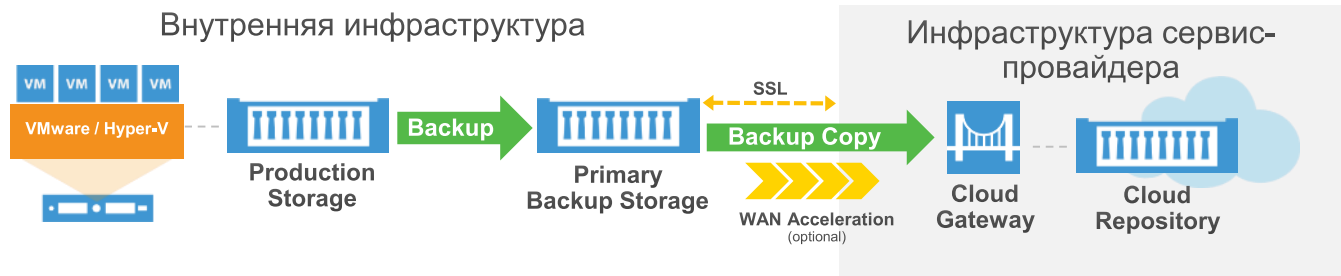 Внутренняя инфраструктура
Инфраструктура сервис-
провайдера
VM VM VM VM
VMware / Hyper-V
Production
Storage
Backup
Primary
Backup Storage
SSL
Backup Copy
WAN Acceleration
(optional)
Cloud
Gateway
Cloud
Repository